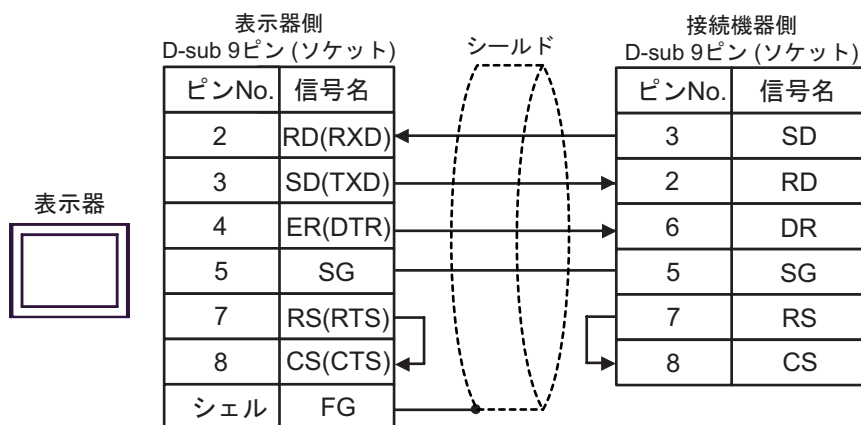 表示器側
D-sub 9ピン (ソケット)
シールド
接続機器側
D-sub 9ピン (ソケット)
表示器
ピンNo. 信号名
2 RD(RXD)
3 SD(TXD)
4 ER(DTR)
5 SG
7 RS(RTS)
8 CS(CTS)
シェル FG
ピンNo. 信号名
3 SD
2 RD
6 DR
5 SG
7 RS
8 CS